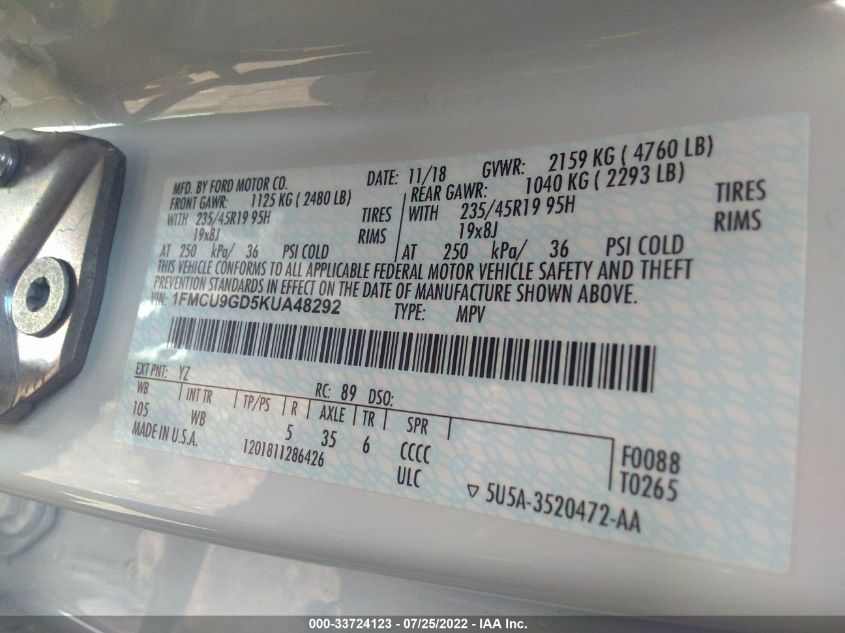 MFD. BY FORD MOTOR CO. DATE: 11/18 GVWR: 2159 KG ( 4760 LB)
FRONT GAWR: 1125 KG ( 2480 LB) REAR GAWR: 1040 KG ( 2293 LB)
WITH 235/45R19 95H TIRES WITH 235/45R19 95H TIRES
19x8J RIMS 19x8J RIMS
AT 250 kPa/ 36 PSI COLD AT 250 kPa/ 36 PSI COLD
THIS VEHICLE CONFORMS TO ALL APPLICABLE FEDERAL MOTOR VEHICLE SAFETY AND THEFT
PREVENTION STANDARDS IN EFFECT ON THE DATE OF MANUFACTURE SHOWN ABOVE.
VIN: 1FMCU9GD5KUA48292 TYPE: MPV
EXT PNT: YZ RC: 89 DSO:
WB INT TR TP/PS R AXLE TR SPR
105 WB 5 35 6 CCCC F0088
MADE IN U.S.A. 1201811286426 ULC T0265
▽ 5U5A-3520472-AA
000-33724123 - 07/25/2022 - IAA Inc.